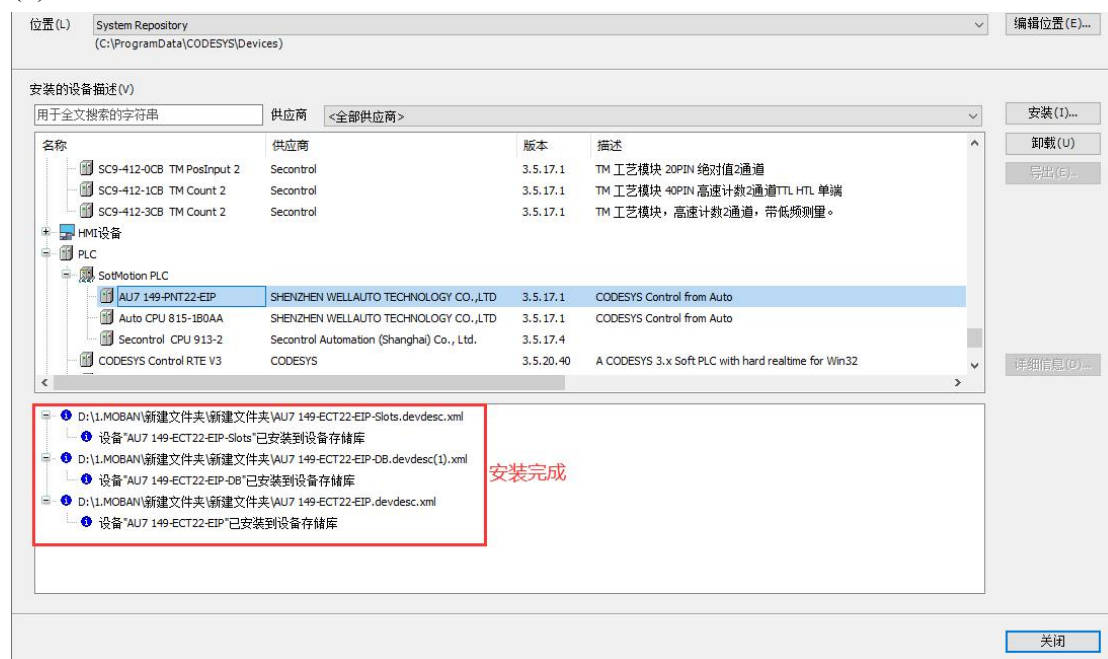 位置(L) System Repository 编辑位置(E)...
(C:\ProgramData\CODESYS\Devices)
安装的设备描述(V)
用于全文搜索的字符串 供应商 <全部供应商> 安装(I)...
名称 供应商 版本 描述 卸载(U)
SC9-412-0CB TM PosInput 2 Secontrol 3.5.17.1 TM 工艺模块 20PIN 绝对值2通道 导出(E)...
SC9-412-1CB TM Count 2 Secontrol 3.5.17.1 TM 工艺模块 40PIN 高速计数2通道TTL HTL 单端
SC9-412-3CB TM Count 2 Secontrol 3.5.17.1 TM 工艺模块，高速计数2通道，带低频测量。
HMI设备
PLC
SotMotion PLC
AU7 149-PNT22-EIP SHENZHEN WELLAUTO TECHNOLOGY CO.,LTD 3.5.17.1 CODESYS Control from Auto
Auto CPU 815-1B0AA SHENZHEN WELLAUTO TECHNOLOGY CO.,LTD 3.5.17.1 CODESYS Control from Auto
Secontrol CPU 913-2 Secontrol Automation (Shanghai) Co., Ltd. 3.5.17.4
CODESYS Control RTE V3 CODESYS 3.5.20.40 A CODESYS 3.x Soft PLC with hard realtime for Win32 详细信息(D)...
D:\1.MOBAN\新建文件夹\新建文件夹\AU7 149-ECT22-EIP-Slots.devdesc.xml
设备"AU7 149-ECT22-EIP-Slots"已安装到设备存储库
D:\1.MOBAN\新建文件夹\新建文件夹\AU7 149-ECT22-EIP-DB.devdesc(1).xml
设备"AU7 149-ECT22-EIP-DB"已安装到设备存储库
安装完成
D:\1.MOBAN\新建文件夹\新建文件夹\AU7 149-ECT22-EIP.devdesc.xml
设备"AU7 149-ECT22-EIP"已安装到设备存储库
关闭